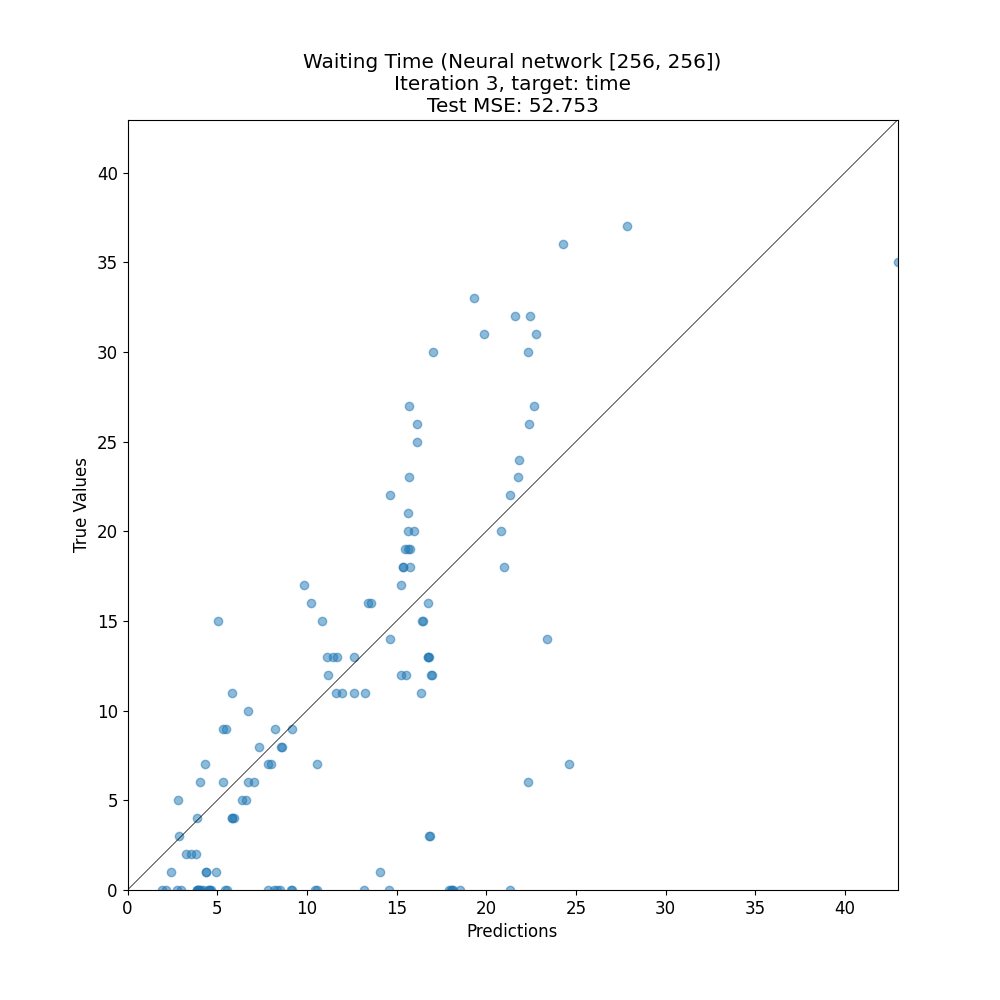 Waiting Time (Neural network [256, 256])
Iteration 3, target: time
Test MSE: 52.753
40
35
30
25
20
15
10
5
0
True Values
0 5 10 15 20 25 30 35 40
Predictions